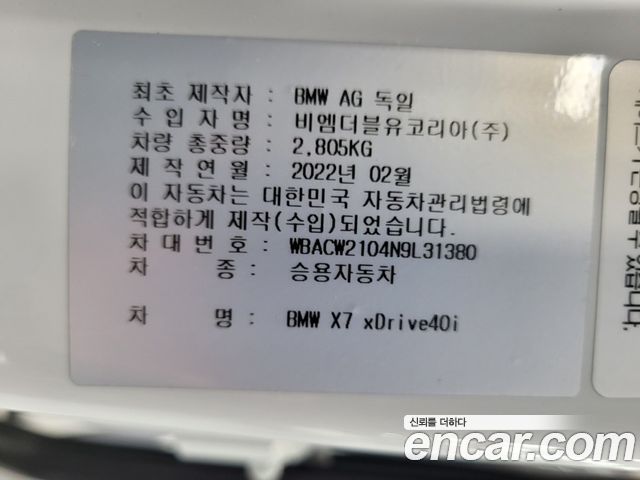 최초 제작자 : BMW AG 독일
수 입 자 명 : 비엠더블유코리아(주)
차량 총중량 : 2,805KG
제 작 연 월 : 2022년 02월
이 자동차는 대한민국 자동차관리법령에
적합하게 제작(수입)되었습니다.
차 대 번 호 : WBACW2104N9L31380
차 종 : 승용자동차
차 명 : BMW X7 xDrive40i
신뢰를 더하다
encar.com